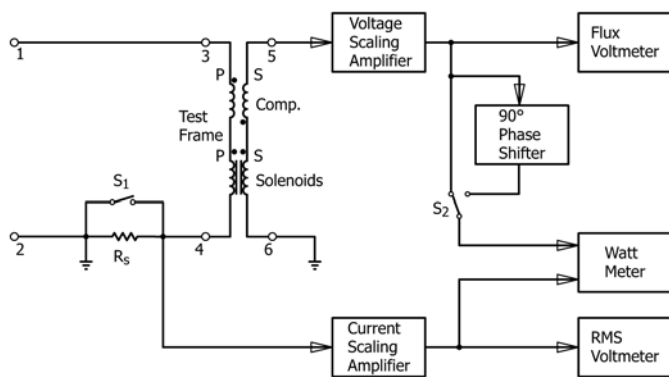 1
3
P
S
5
Voltage
Scaling
Amplifier
Flux
Voltmeter
Test
Frame
Comp.
90°
Phase
Shifter
P
S
Solenoids
S1
S2
2
Rs
4
6
Watt
Meter
Current
Scaling
Amplifier
RMS
Voltmeter